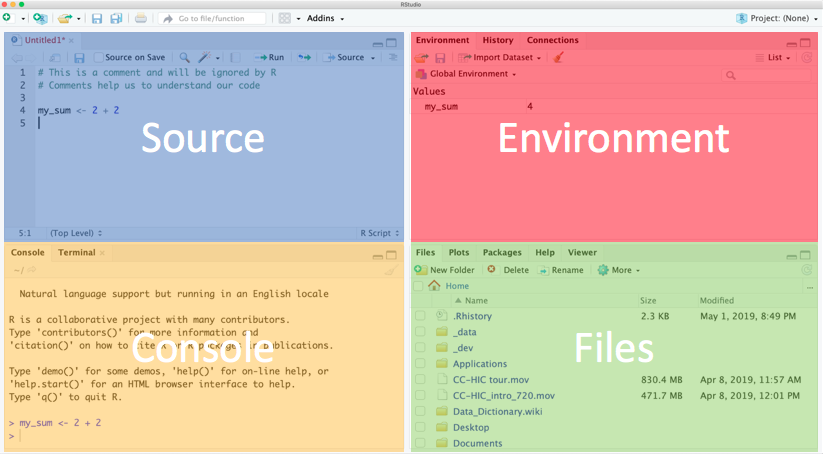 RStudio
Go to file/function
Addins
Project: (None)
Untitled1*
Source on Save
Run
Source
1 # This is a comment and will be ignored by R
2 # Comments help us to understand our code
3
4 my_sum <- 2 + 2
5
Source
5:1 (Top Level) R Script
Environment History Connections
Import Dataset List
Global Environment
Values
my_sum 4
Environment
Console Terminal
~/
Natural language support but running in an English locale
R is a collaborative project with many contributors.
Type 'contributors()' for more information and
'citation()' on how to cite R or R packages in publications.
Console
Type 'demo()' for some demos, 'help()' for on-line help, or
'help.start()' for an HTML browser interface to help.
Type 'q()' to quit R.
> my_sum <- 2 + 2
>
Files Plots Packages Help Viewer
New Folder Delete Rename More
Home ...
Name Size Modified
.Rhistory 2.3 KB May 1, 2019, 8:49 PM
_data
_dev
Files
Applications
CC-HIC tour.mov 830.4 MB Apr 8, 2019, 11:57 AM
CC-HIC_intro_720.mov 471.7 MB Apr 8, 2019, 12:01 PM
Data_Dictionary.wiki
Desktop
Documents